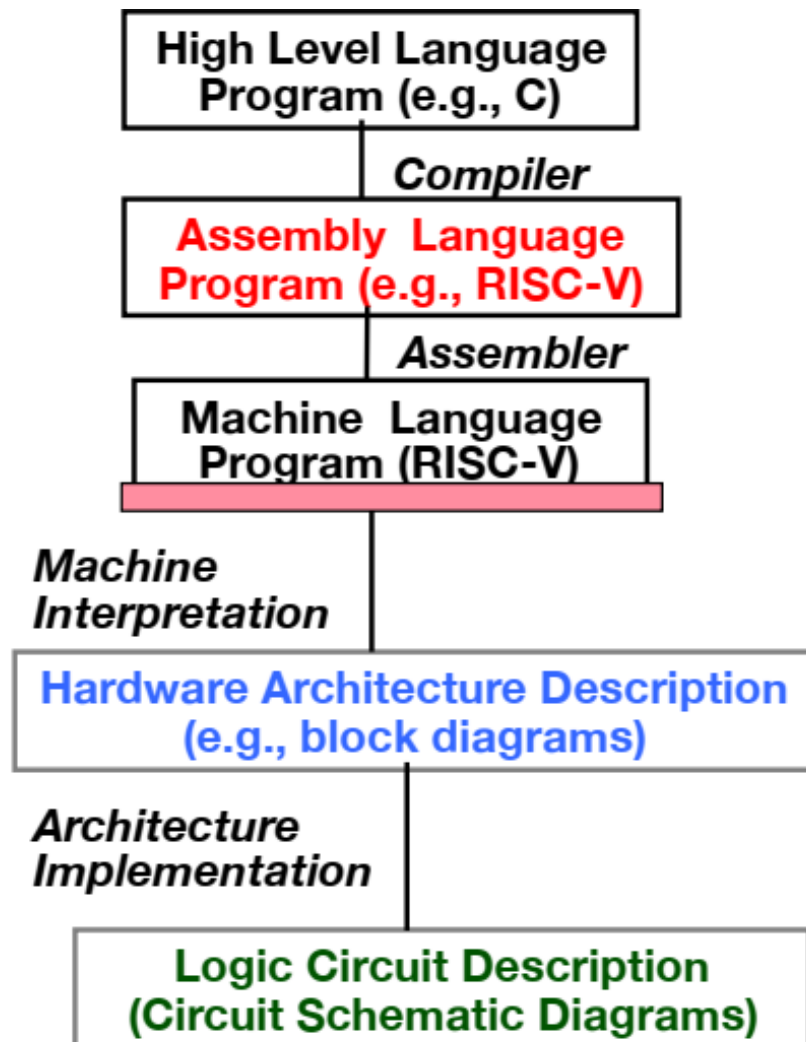 High Level Language
Program (e.g., C)
Compiler
Assembly Language
Program (e.g., RISC-V)
Assembler
Machine Language
Program (RISC-V)
Machine
Interpretation
Hardware Architecture Description
(e.g., block diagrams)
Architecture
Implementation
Logic Circuit Description
(Circuit Schematic Diagrams)